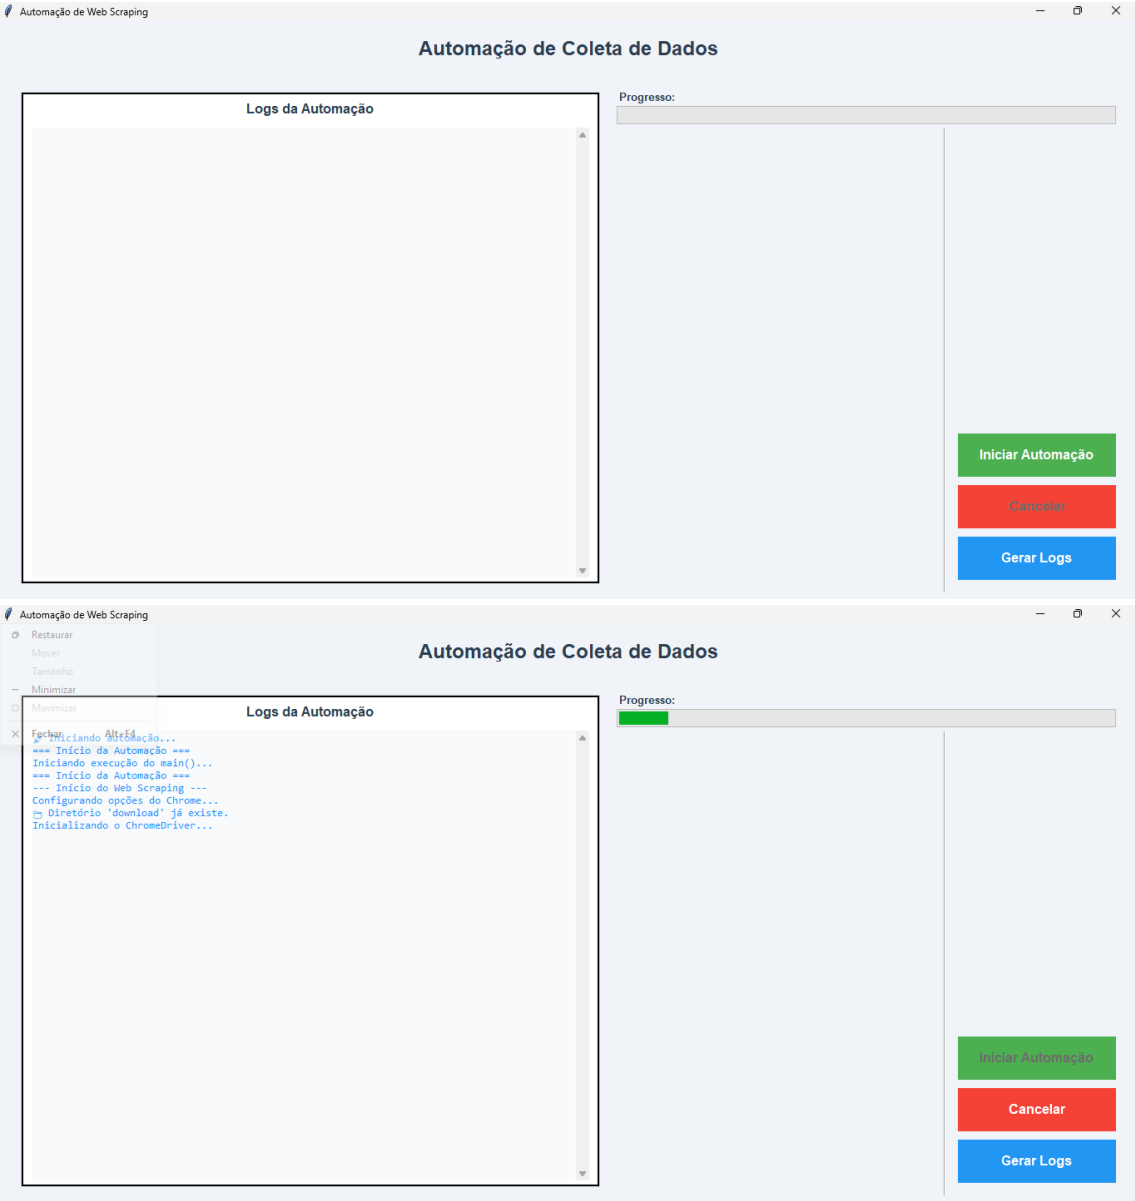 Automação de Web Scraping
Automação de Coleta de Dados
Logs da Automação
Progresso:
Iniciar Automação
Cancelar
Gerar Logs
Automação de Web Scraping
Restaurar
Mover
Tamanho
Minimizar
Maximizar
Fechar Alt+F4
Automação de Coleta de Dados
Logs da Automação
Iniciando automação...
=== Início da Automação ===
Iniciando execução do main()...
=== Início da Automação ===
--- Início do Web Scraping ---
Configurando opções do Chrome...
Diretório 'download' já existe.
Inicializando o ChromeDriver...
Progresso:
Iniciar Automação
Cancelar
Gerar Logs